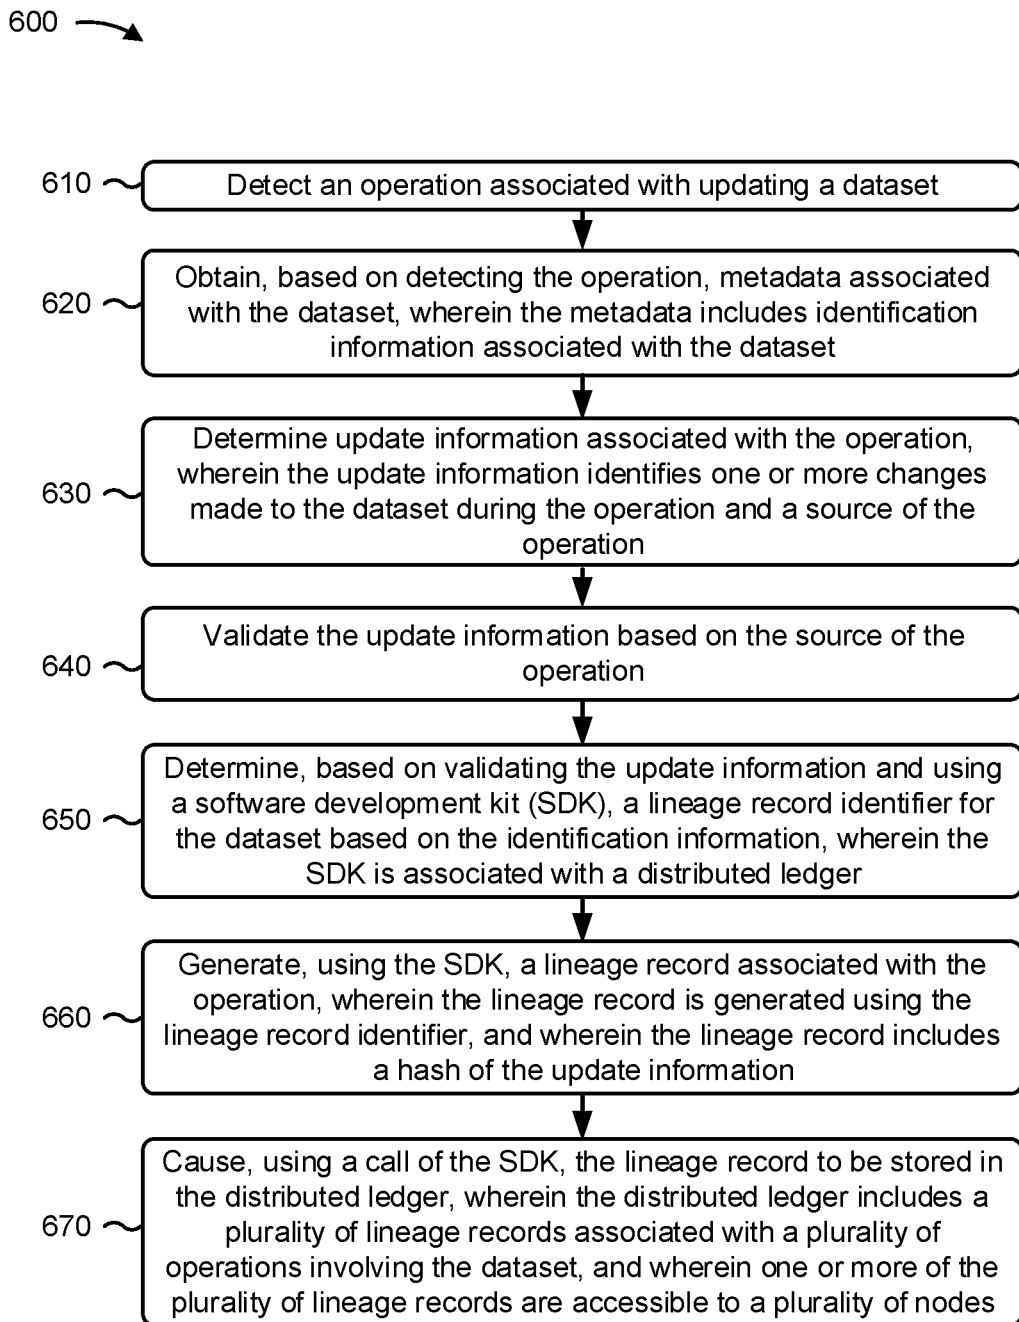 600
610
Detect an operation associated with updating a dataset
620
Obtain, based on detecting the operation, metadata associated
with the dataset, wherein the metadata includes identification
information associated with the dataset
630
Determine update information associated with the operation,
wherein the update information identifies one or more changes
made to the dataset during the operation and a source of the
operation
640
Validate the update information based on the source of the
operation
650
Determine, based on validating the update information and using
a software development kit (SDK), a lineage record identifier for
the dataset based on the identification information, wherein the
SDK is associated with a distributed ledger
660
Generate, using the SDK, a lineage record associated with the
operation, wherein the lineage record is generated using the
lineage record identifier, and wherein the lineage record includes
a hash of the update information
670
Cause, using a call of the SDK, the lineage record to be stored in
the distributed ledger, wherein the distributed ledger includes a
plurality of lineage records associated with a plurality of
operations involving the dataset, and wherein one or more of the
plurality of lineage records are accessible to a plurality of nodes